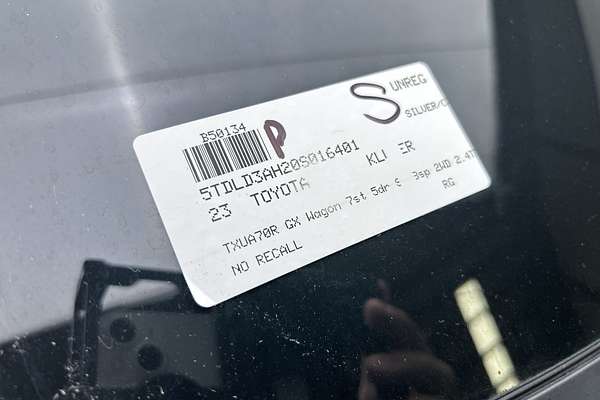 B50134 P S UNREG
SILVER/C
5TDLD3AH20S016401
23 TOYOTA KL ER
TXUA70R GX Wagon 7st 5dr S 3sp 2WD 2.4T
RG
NO RECALL